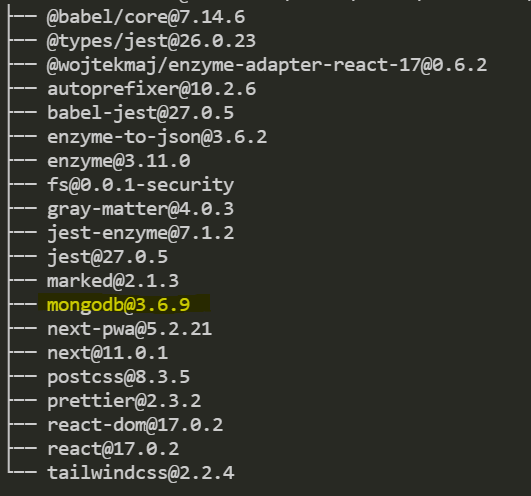 ├── @babel/core@7.14.6
├── @types/jest@26.0.23
├── @wojtekmaj/enzyme-adapter-react-17@0.6.2
├── autoprefixer@10.2.6
├── babel-jest@27.0.5
├── enzyme-to-json@3.6.2
├── enzyme@3.11.0
├── fs@0.0.1-security
├── gray-matter@4.0.3
├── jest-enzyme@7.1.2
├── jest@27.0.5
├── marked@2.1.3
├── mongodb@3.6.9
├── next-pwa@5.2.21
├── next@11.0.1
├── postcss@8.3.5
├── prettier@2.3.2
├── react-dom@17.0.2
├── react@17.0.2
└── tailwindcss@2.2.4